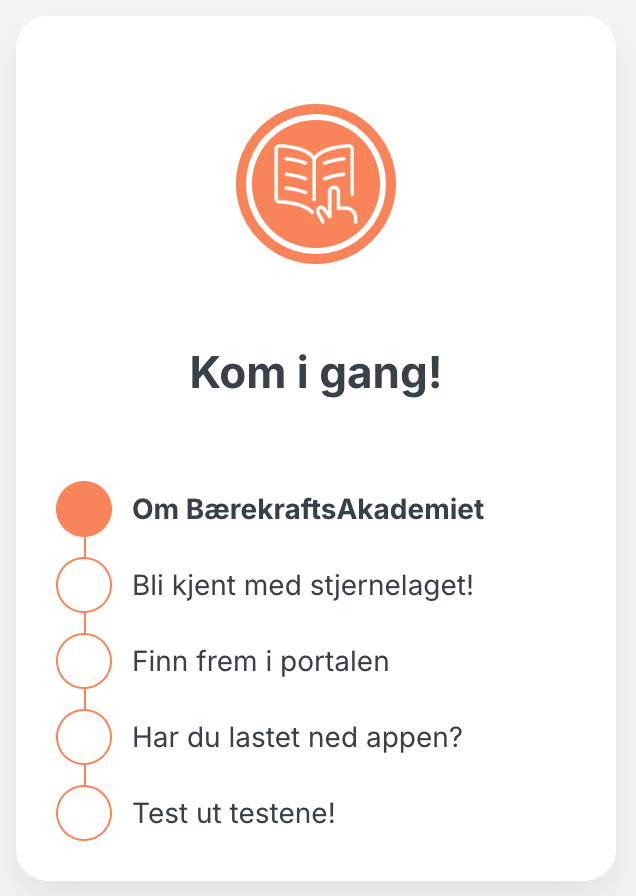 Kom i gang!
Om BærekraftsAkademiet
Bli kjent med stjernelaget!
Finn frem i portalen
Har du lastet ned appen?
Test ut testene!